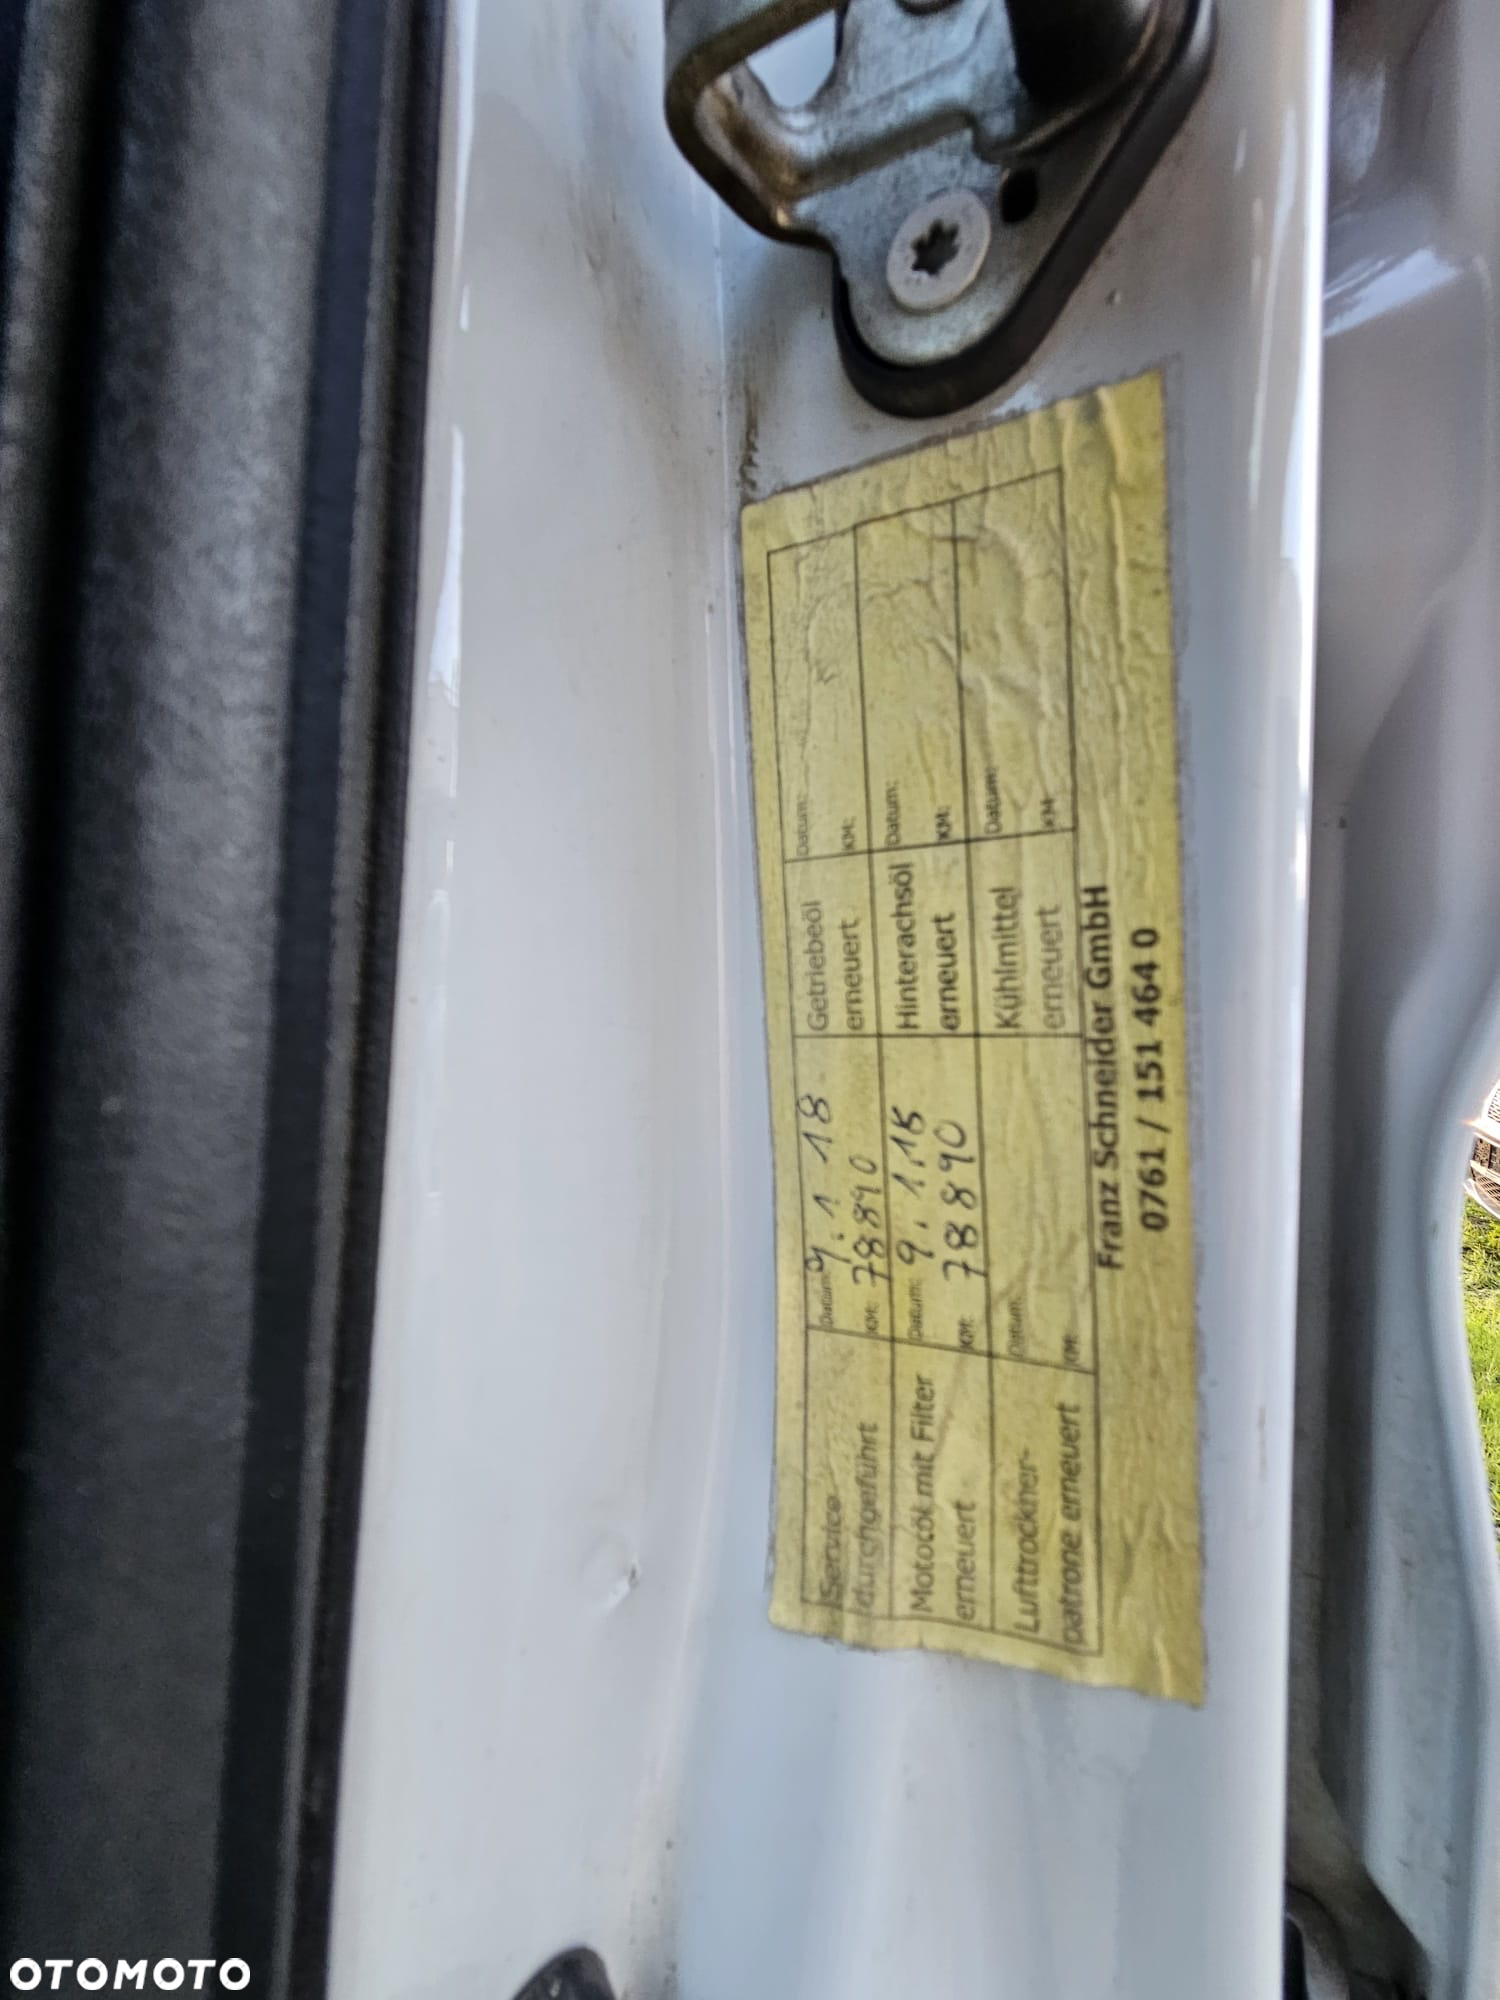 Service
durchgeführt
Datum: 9.1.18
KM: 78890
Getriebeöl
erneuert
Datum:
KM:
Motoröl mit Filter
erneuert
Datum: 9.1.18
KM: 78890
Hinterachsöl
erneuert
Datum:
KM:
Lufttrockner-
patrone erneuert
Datum:
KM:
Kühlmittel
erneuert
Datum:
KM:
Franz Schneider GmbH
0761 / 151 464 0
OTOMOTO